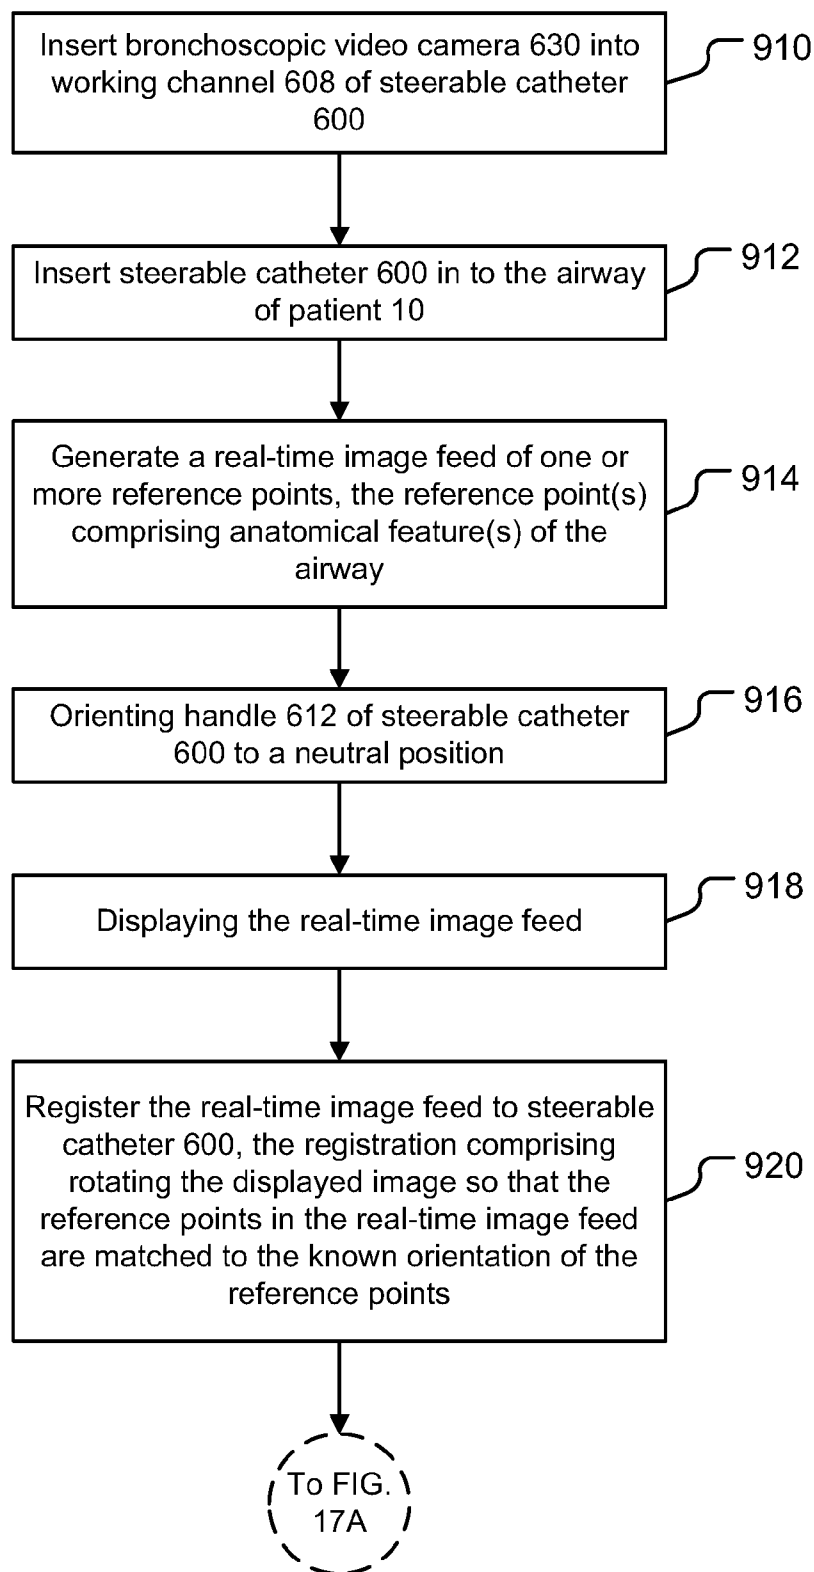 Insert bronchoscopic video camera 630 into
working channel 608 of steerable catheter
600
910
Insert steerable catheter 600 in to the airway
of patient 10
912
Generate a real-time image feed of one or
more reference points, the reference point(s)
comprising anatomical feature(s) of the
airway
914
Orienting handle 612 of steerable catheter
600 to a neutral position
916
Displaying the real-time image feed
918
Register the real-time image feed to steerable
catheter 600, the registration comprising
rotating the displayed image so that the
reference points in the real-time image feed
are matched to the known orientation of the
reference points
920
To FIG.
17A